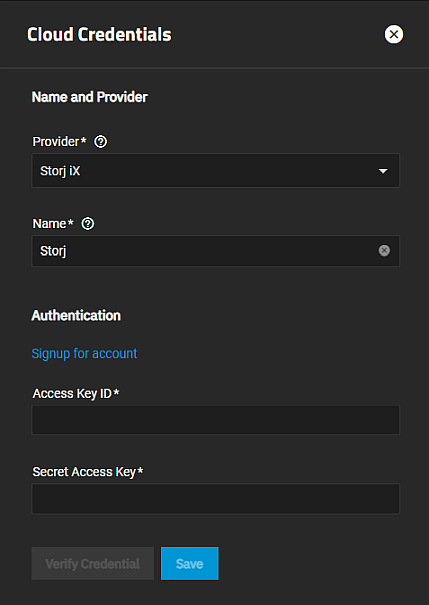 Cloud Credentials
Name and Provider
Provider*
Storj iX
Name*
Storj
Authentication
Signup for account
Access Key ID*
Secret Access Key*
Verify Credential Save